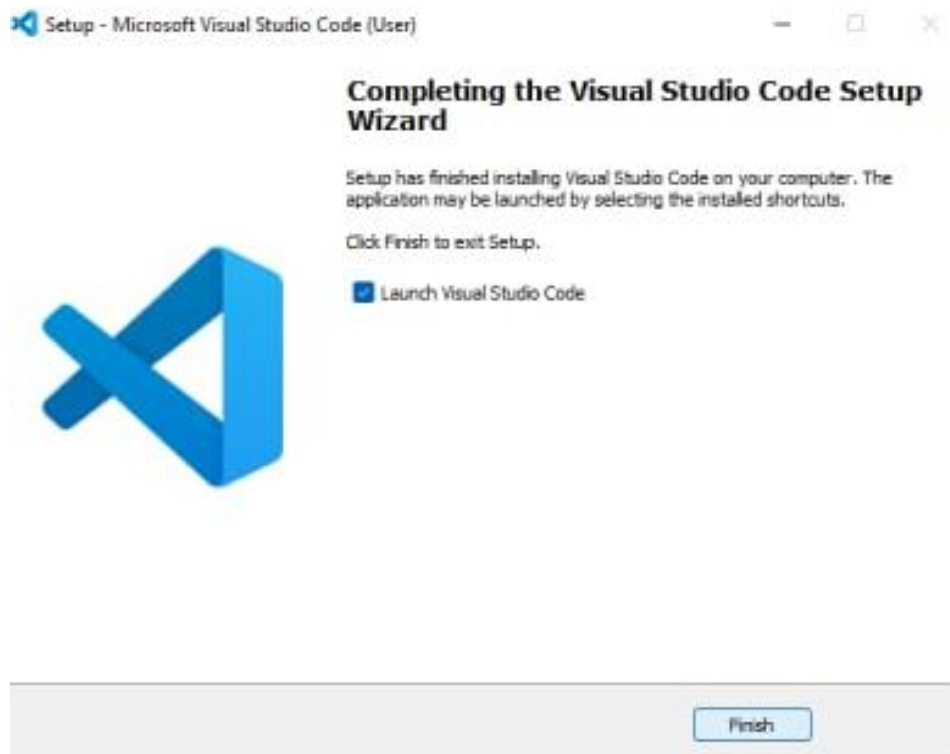 Setup - Microsoft Visual Studio Code (User)
Completing the Visual Studio Code Setup
Wizard
Setup has finished installing Visual Studio Code on your computer. The
application may be launched by selecting the installed shortcuts.
Click Finish to exit Setup.
Launch Visual Studio Code
Finish